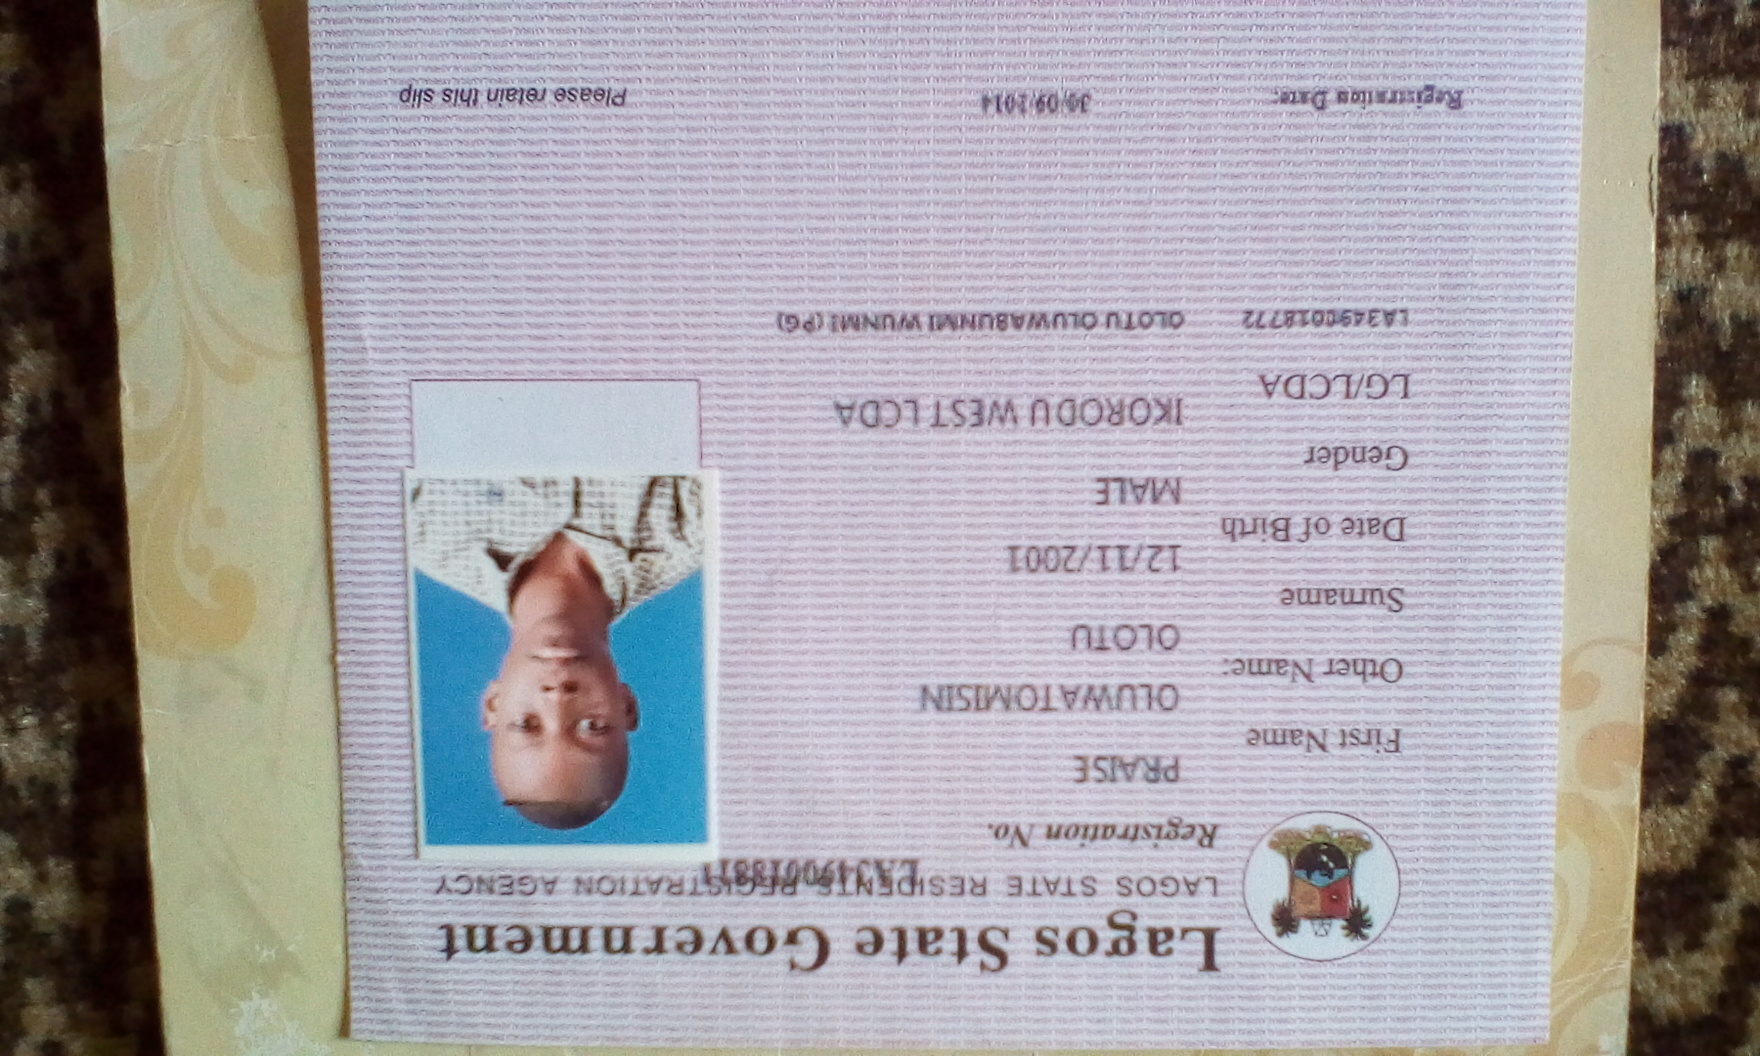 Lagos State Government
LAGOS STATE RESIDENTS REGISTRATION AGENCY
LA3490018811
Registration No.
PRAISE
First Name
OLUWATOMISIN
Other Name:
OLOTU
Surname
12/11/2001
Date of Birth
MALE
Gender
IKORODU WEST LCDA
LG/LCDA
LA3490018772 OLOTU OLUWABUNMI WUNMI (PG)
Registration Date: 30/09/2014 Please retain this slip